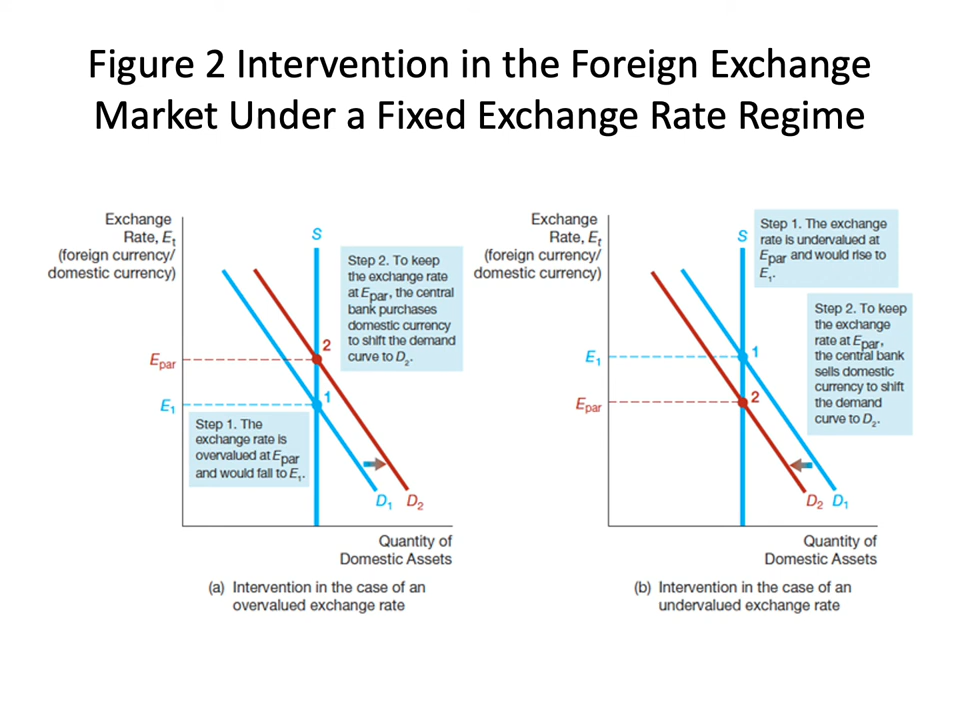 Figure 2 Intervention in the Foreign Exchange
Market Under a Fixed Exchange Rate Regime
Exchange
Rate, Et
(foreign currency/
domestic currency)
S
Step 2. To keep
the exchange rate
at Epar, the central
bank purchases
domestic currency
to shift the demand
curve to D2.
2
Epar
1
E1
Step 1. The
exchange rate is
overvalued at Epar
and would fall to E1.
D1
D2
Quantity of
Domestic Assets
(a) Intervention in the case of an
overvalued exchange rate
Exchange
Rate, Et
(foreign currency/
domestic currency)
S
Step 1. The exchange
rate is undervalued at
Epar and would rise to
E1.
Step 2. To keep
the exchange
rate at Epar,
the central bank
sells domestic
currency to shift
the demand
curve to D2.
E1
1
Epar
2
D2
D1
Quantity of
Domestic Assets
(b) Intervention in the case of an
undervalued exchange rate